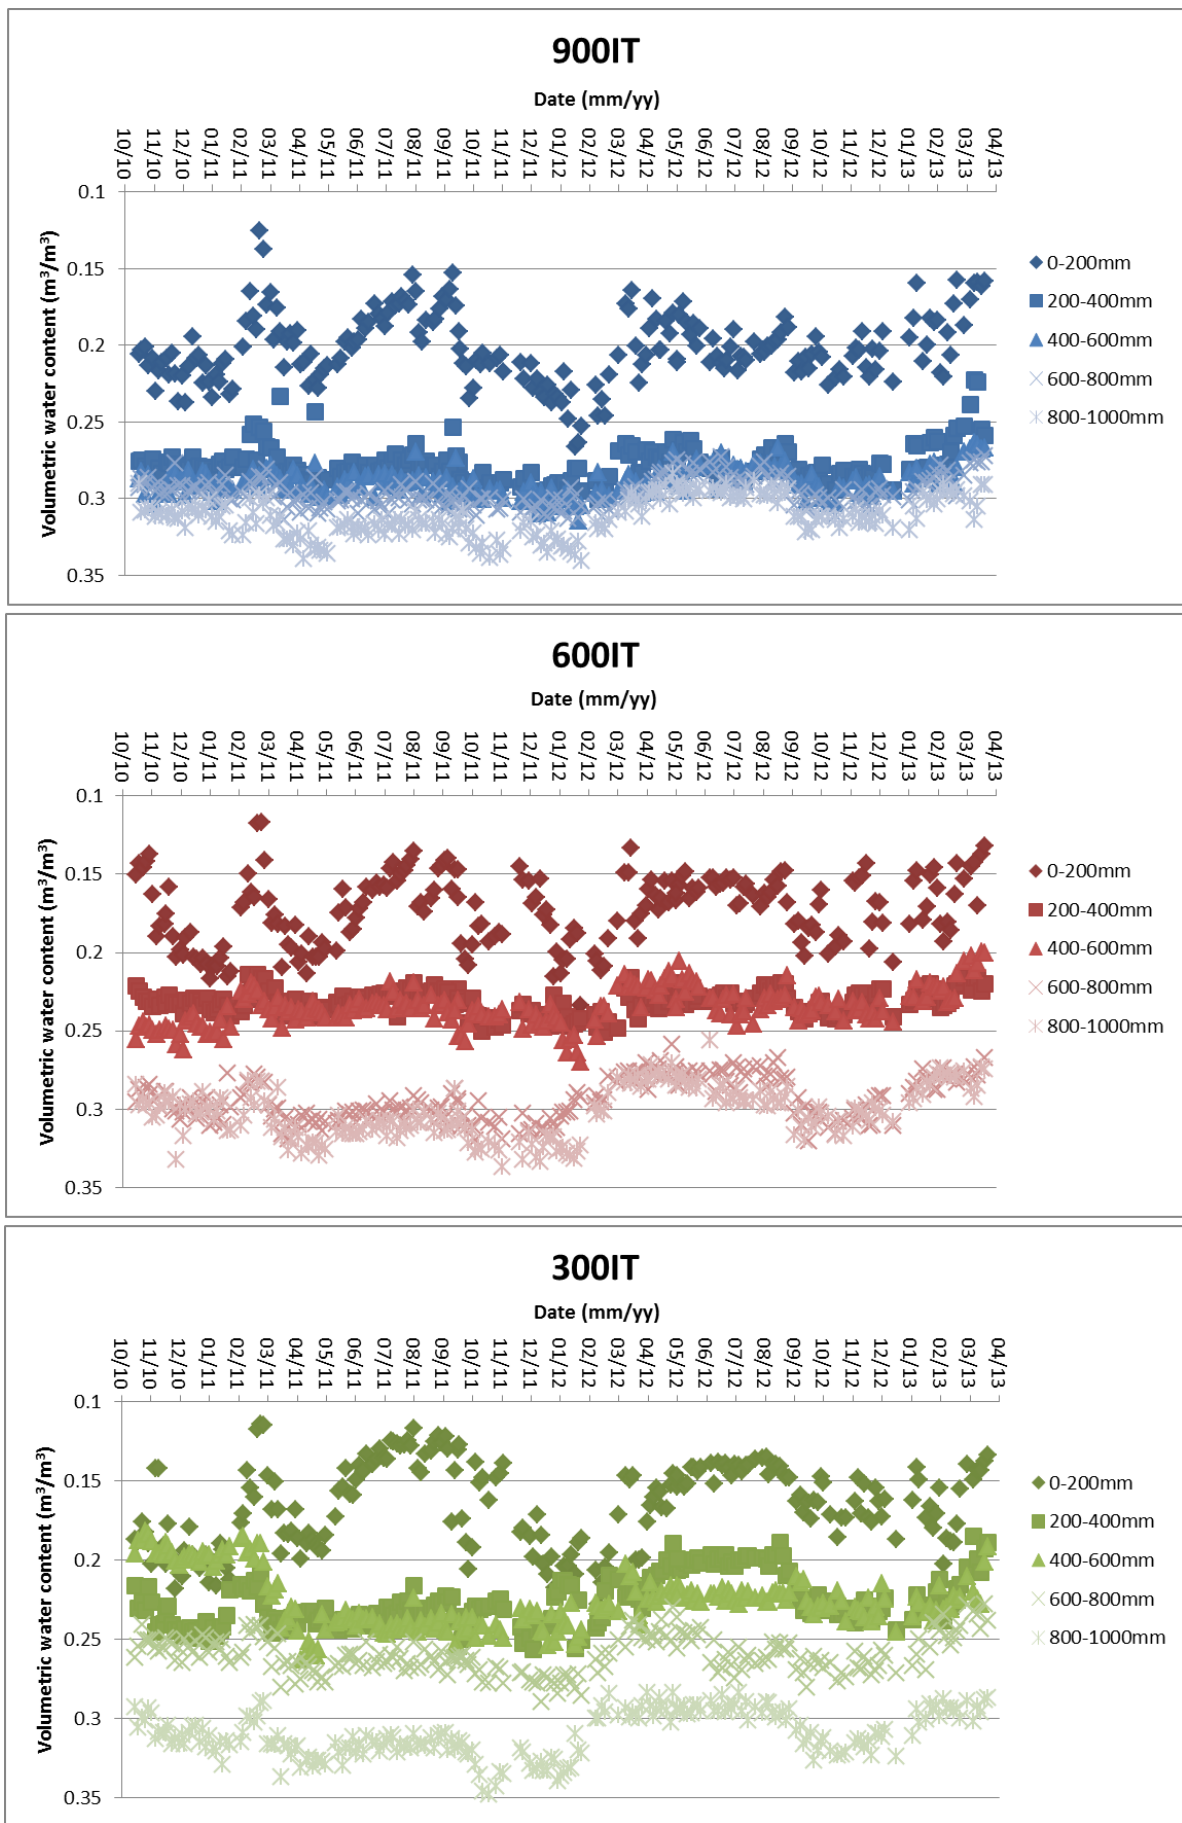 900IT
Date (mm/yy)
10/10 11/10 12/10 01/11 02/11 03/11 04/11 05/11 06/11 07/11 08/11 09/11 10/11 11/11 12/11 01/12 02/12 03/12 04/12 05/12 06/12 07/12 08/12 09/12 10/12 11/12 12/12 01/13 02/13 03/13 04/13
Volumetric water content (m³/m³)
0.1
0.15
0.2
0.25
0.3
0.35
0-200mm
200-400mm
400-600mm
600-800mm
800-1000mm
600IT
Date (mm/yy)
10/10 11/10 12/10 01/11 02/11 03/11 04/11 05/11 06/11 07/11 08/11 09/11 10/11 11/11 12/11 01/12 02/12 03/12 04/12 05/12 06/12 07/12 08/12 09/12 10/12 11/12 12/12 01/13 02/13 03/13 04/13
Volumetric water content (m³/m³)
0.1
0.15
0.2
0.25
0.3
0.35
0-200mm
200-400mm
400-600mm
600-800mm
800-1000mm
300IT
Date (mm/yy)
10/10 11/10 12/10 01/11 02/11 03/11 04/11 05/11 06/11 07/11 08/11 09/11 10/11 11/11 12/11 01/12 02/12 03/12 04/12 05/12 06/12 07/12 08/12 09/12 10/12 11/12 12/12 01/13 02/13 03/13 04/13
Volumetric water content (m³/m³)
0.1
0.15
0.2
0.25
0.3
0.35
0-200mm
200-400mm
400-600mm
600-800mm
800-1000mm